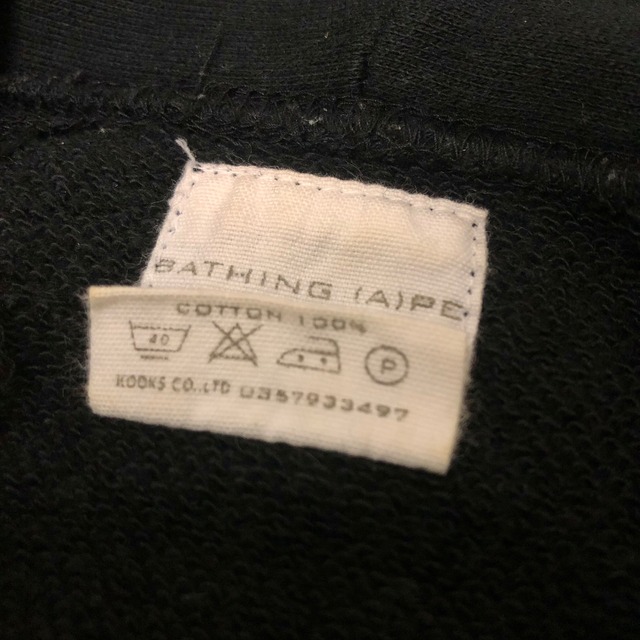 BATHING (A)PE
COTTON 100%
40 P
KOOKS CO.,LTD 0357933497